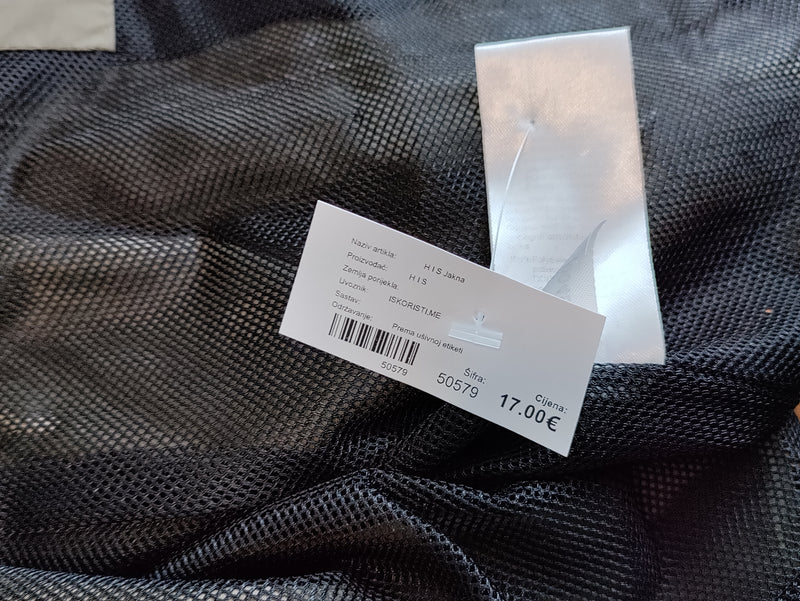 Naziv artikla: H I S Jakna
Proizvođač: H I S
Zemlja porijekla:
Uvoznik: ISKORISTI.ME
Sastav:
Održavanje: Prema ušivnoj etiketi
50579
Šifra:
50579
Cijena:
17.00€